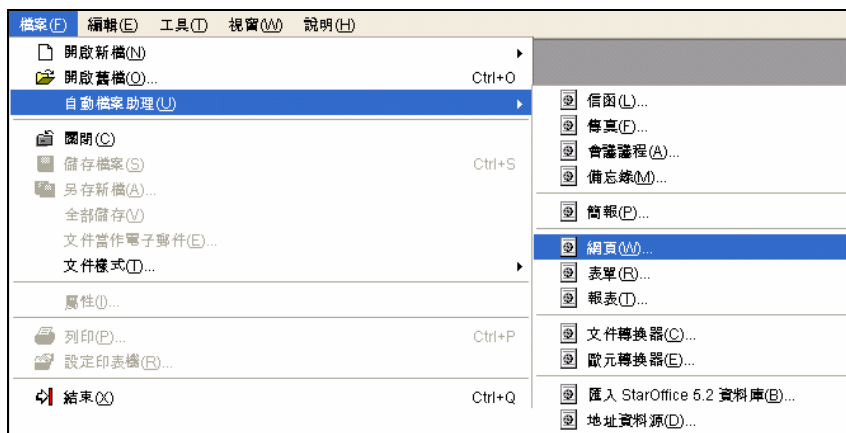 檔案(F) 編輯(E) 工具(T) 視窗(W) 說明(H)
開啟新檔(N)
開啟舊檔(O)... Ctrl+O
自動檔案助理(U)
關閉(C)
儲存檔案(S) Ctrl+S
另存新檔(A)...
全部儲存(V)
文件當作電子郵件(E)...
文件樣式(T)...
屬性(I)...
列印(P)... Ctrl+P
設定印表機(R)...
結束(X) Ctrl+Q
信函(L)...
傳真(F)...
會議議程(A)...
備忘錄(M)...
簡報(P)...
網頁(W)...
表單(R)...
報表(T)...
文件轉換器(C)...
歐元轉換器(E)...
匯入 StarOffice 5.2 資料庫(B)...
地址資料源(D)...